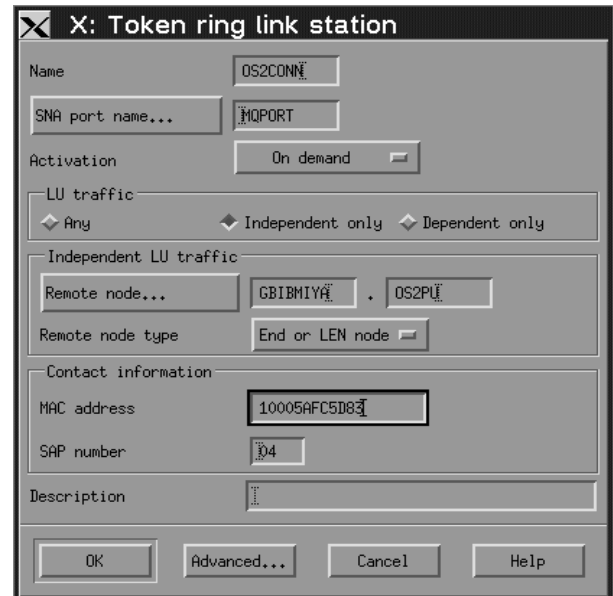 X: Token ring link station
Name OS2CONN
SNA port name... MQPORT
Activation On demand
LU traffic
Any Independent only Dependent only
Independent LU traffic
Remote node... GBIBMIYA . OS2PU
Remote node type End or LEN node
Contact information
MAC address 10005AFC5D83
SAP number 04
Description
OK Advanced... Cancel Help